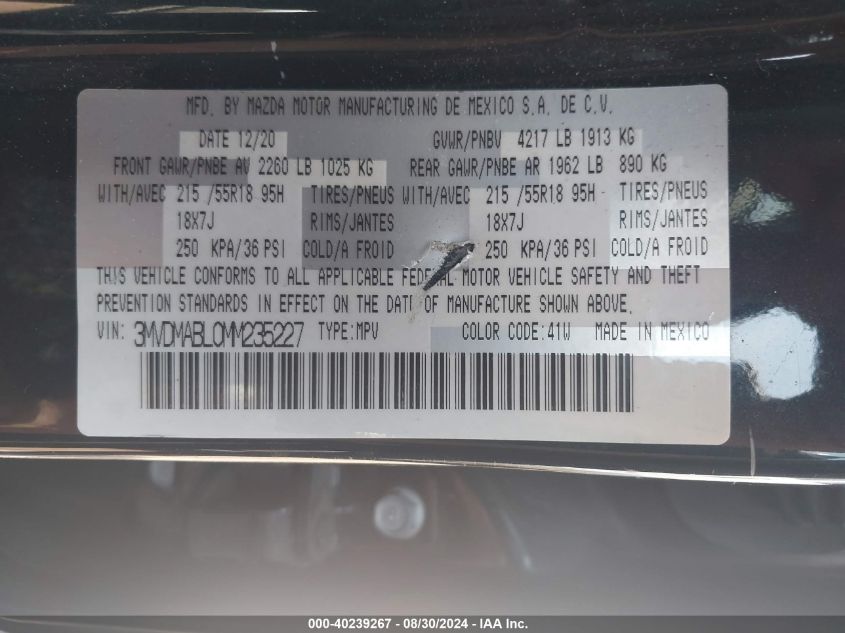 MFD. BY MAZDA MOTOR MANUFACTURING DE MEXICO S.A. DE C.V.
DATE 12/20 GVWR/PNBV 4217 LB 1913 KG
FRONT GAWR/PNBE AV 2260 LB 1025 KG REAR GAWR/PNBE AR 1962 LB 890 KG
WITH/AVEC 215 /55R18 95H TIRES/PNEUS WITH/AVEC 215 /55R18 95H TIRES/PNEUS
18X7J RIMS/JANTES 18X7J RIMS/JANTES
250 KPA/36 PSI COLD/A FROID 250 KPA/36 PSI COLD/A FROID
THIS VEHICLE CONFORMS TO ALL APPLICABLE FEDERAL MOTOR VEHICLE SAFETY AND THEFT
PREVENTION STANDARDS IN EFFECT ON THE DATE OF MANUFACTURE SHOWN ABOVE.
VIN: 3MVDMABL0MM235227 TYPE:MPV COLOR CODE:41W MADE IN MEXICO
000-40239267 - 08/30/2024 - IAA Inc.